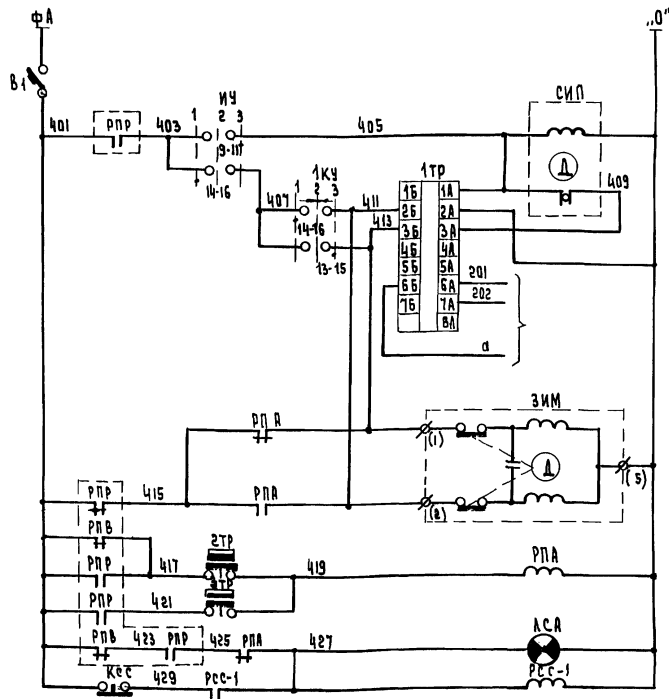 ФА
„0"
В1
401
РПР
403
ИУ
1 2 3
9-11
14-16
405
СИП
Д
409
407
1КУ
1 2 3
14-16
13-15
411
413
1ТР
1Б 1А
2Б 2А
3Б 3А
4Б 4А
5Б 5А
6Б 6А
7Б 7А
8А
201
202
а
ЗИМ
РПА
(1)
Д
(5)
РПР
415
РПА
(2)
РПВ
РПР
417
2ТР
419
РПА
РПР
421
РПВ
423
РПР
425
РПА
427
ЛСА
КСС
429
РСС-1
РСС-1